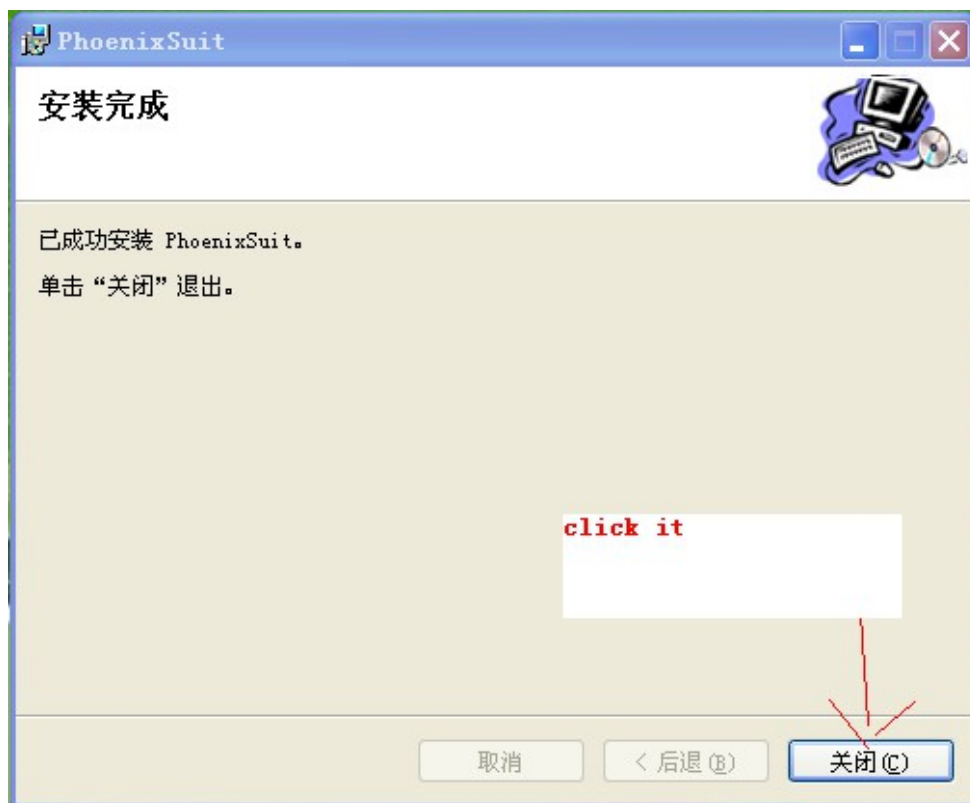 PhoenixSuit
安装完成
已成功安装 PhoenixSuit。
单击“关闭”退出。
click it
取消
< 后退(B)
关闭(C)